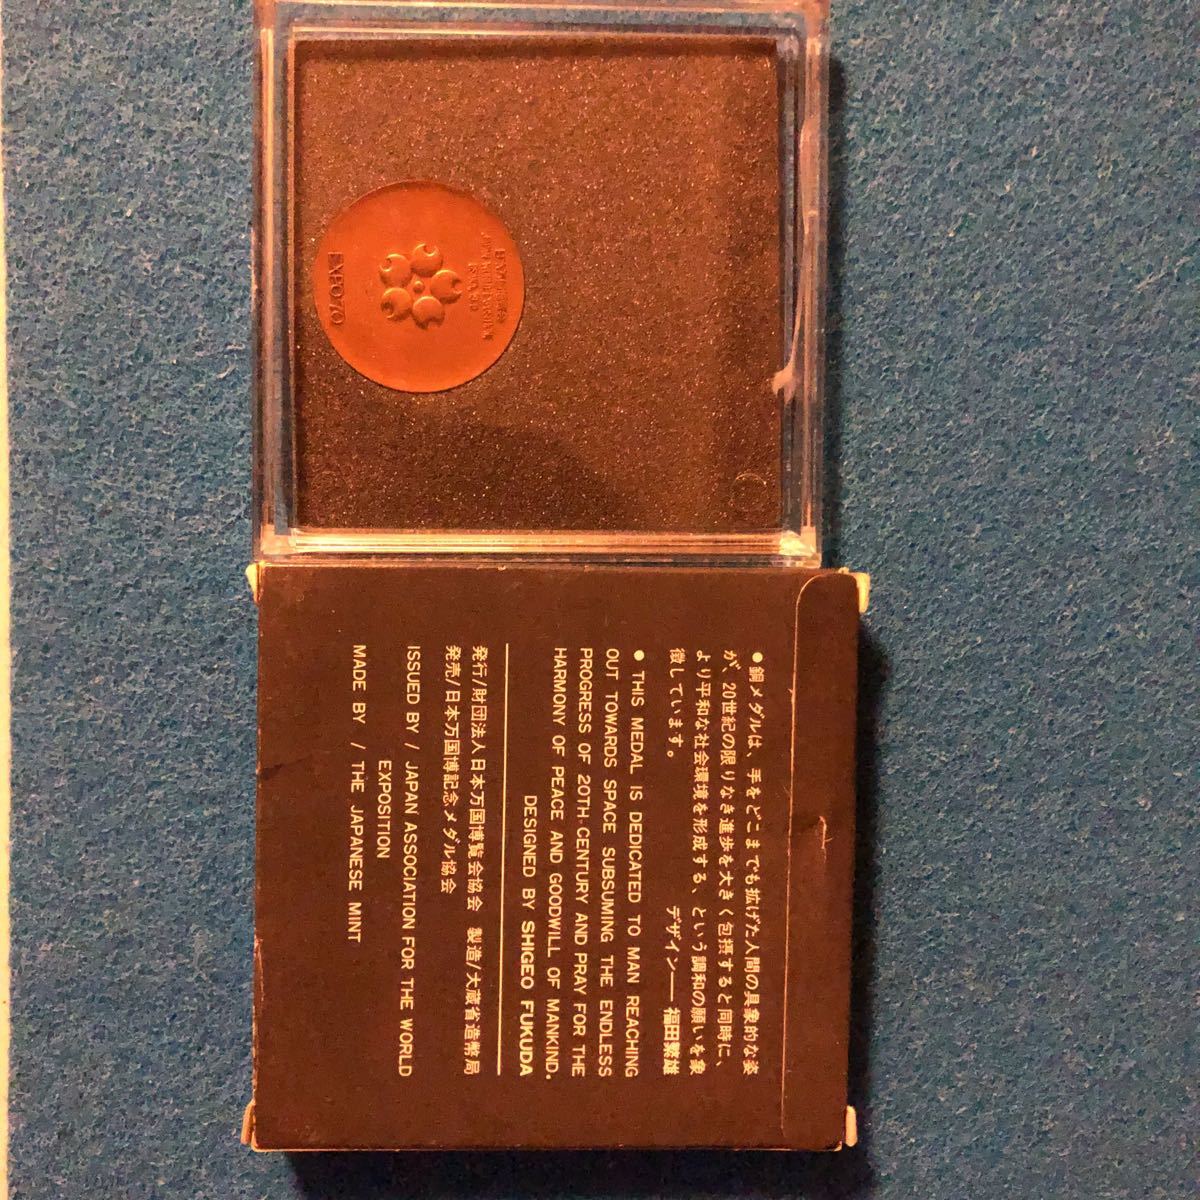 EXPO'70
●銅メダルは、手をどこまでも拡げた人間の具象的な姿
が、20世紀の限りなき進歩を大きく包摂すると同時に、
より平和な社会環境を形成する、という調和の願いを象
徴しています。
デザイン━━福田繁雄
● THIS MEDAL IS DEDICATED TO MAN REACHING
OUT TOWARDS SPACE SUBSUMING THE ENDLESS
PROGRESS OF 20TH. CENTURY AND PRAY FOR THE
HARMONY OF PEACE AND GOODWILL OF MANKIND.
DESIGNED BY SHIGEO FUKUDA
発行/財団法人日本万国博覧会協会 製造/大蔵省造幣局
発売/日本万国博記念メダル協会
ISSUED BY / JAPAN ASSOCIATION FOR THE WORLD
EXPOSITION
MADE BY / THE JAPANESE MINT